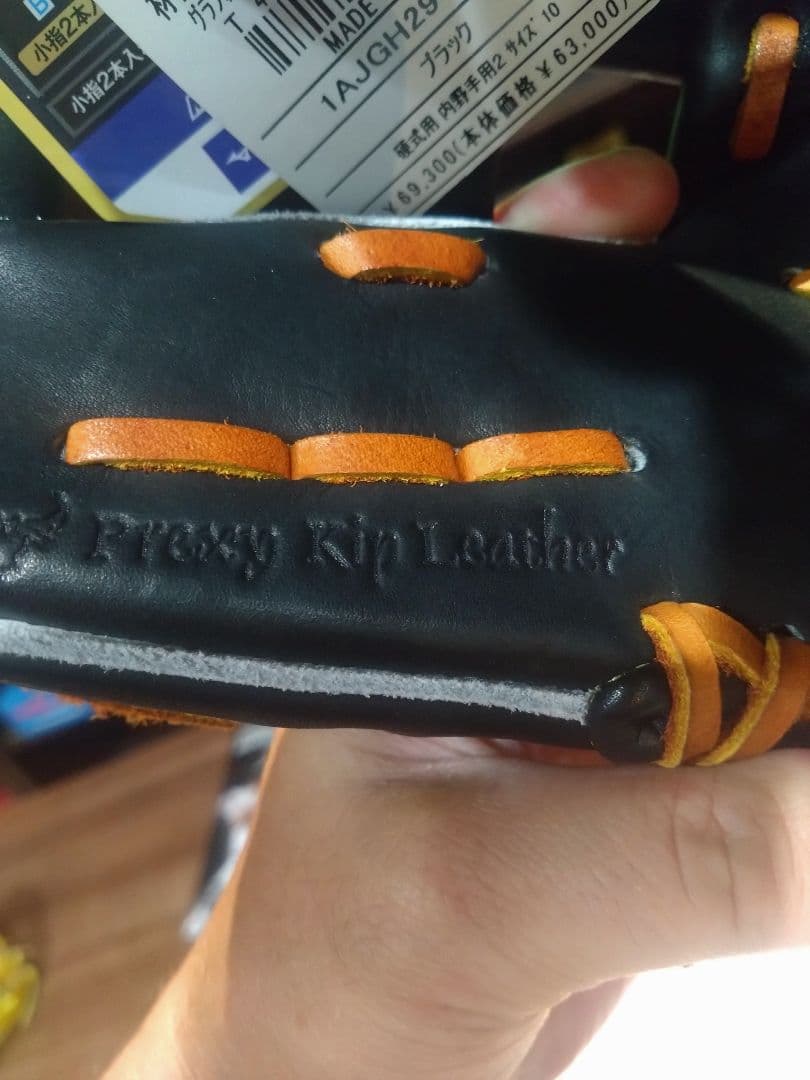 小指2本入
小指2本入
MADE
1AJGH29
ブラック
硬式用 内野手用2 サイズ 10
¥69,300(本体価格 ¥63,000)
Prexy Kip Leather